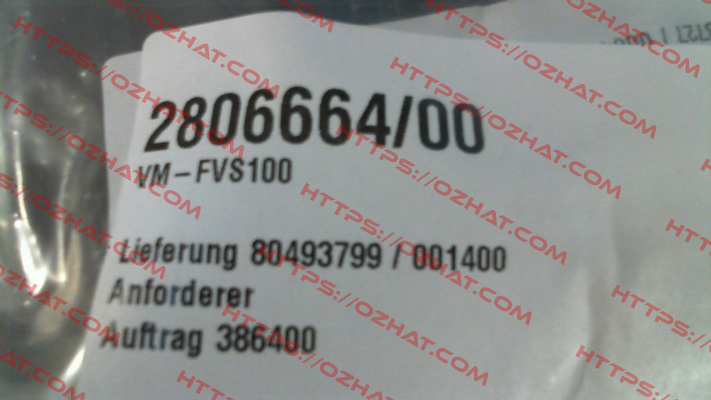 2806664/00
VM-FVS100
Lieferung 80493799 / 001400
Anforderer
Auftrag 386400
HTTPS://OZHAT.COM